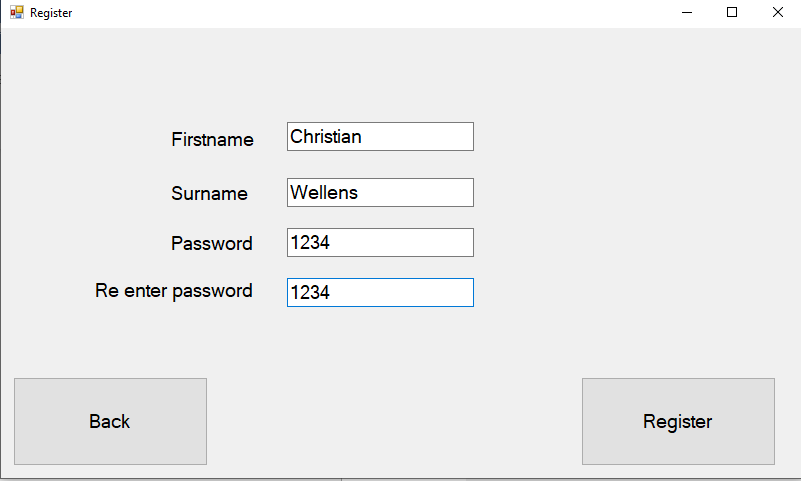 Register
Firstname Christian
Surname Wellens
Password 1234
Re enter password 1234
Back Register